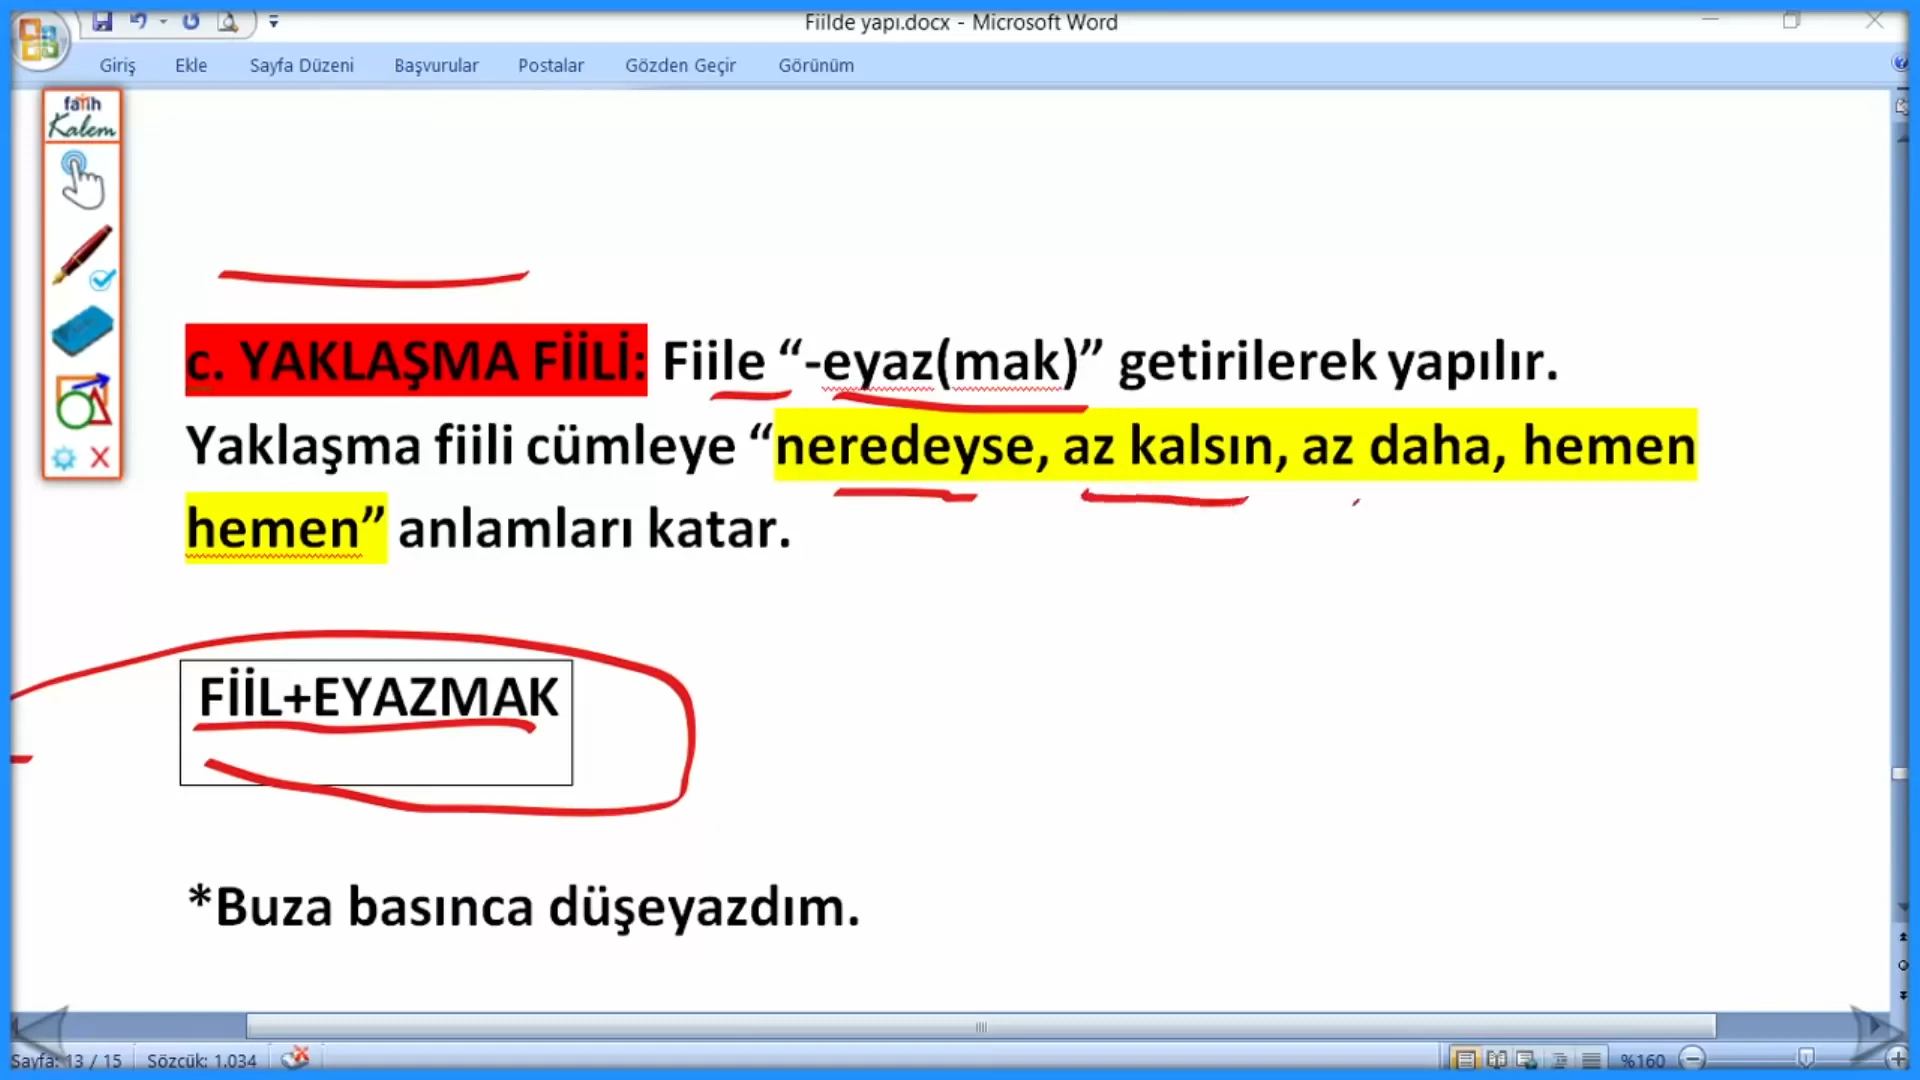 Fiilde yapı.docx - Microsoft Word
Giriş Ekle Sayfa Düzeni Başvurular Postalar Gözden Geçir Görünüm
fatih
Kalem
c. YAKLAŞMA FİİLİ: Fiile “-eyaz(mak)” getirilerek yapılır.
Yaklaşma fiili cümleye “neredeyse, az kalsın, az daha, hemen
hemen” anlamları katar.
FİİL+EYAZMAK
*Buza basınca düşeyazdım.
Sayfa: 13 / 15 Sözcük: 1.034 %160